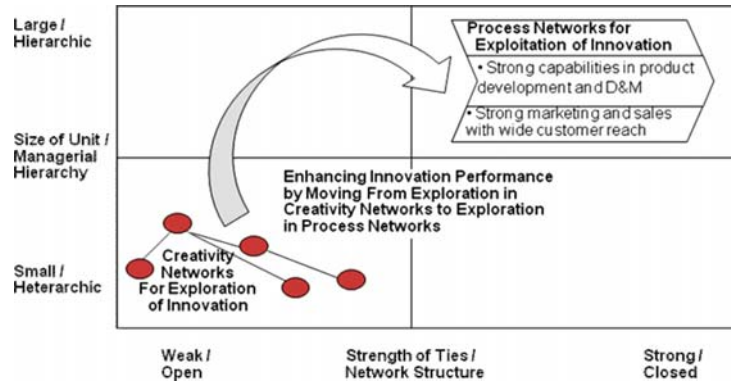 Large /
Hierarchic
Process Networks for
Exploitation of Innovation
• Strong capabilities in product
development and D&M
• Strong marketing and sales
with wide customer reach
Size of Unit /
Managerial
Hierarchy
Enhancing Innovation Performance
by Moving From Exploration in
Creativity Networks to Exploration
in Process Networks
Small /
Heterarchic
Creativity
Networks
For Exploration
of Innovation
Weak /
Open
Strength of Ties /
Network Structure
Strong /
Closed